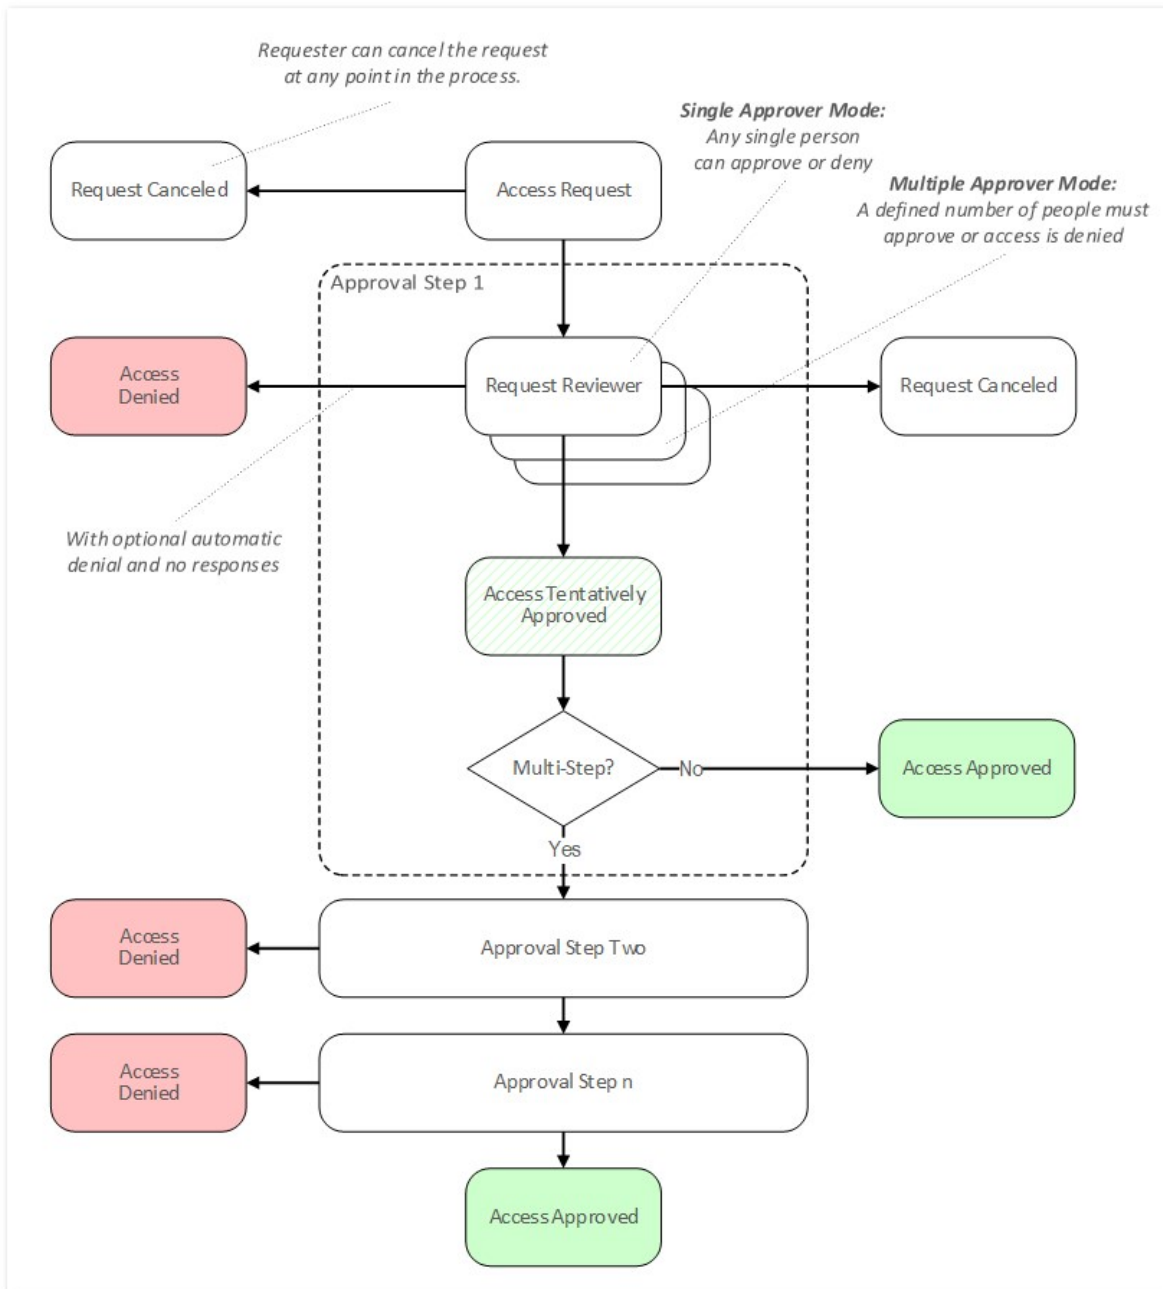 Requester can cancel the request
at any point in the process.
Single Approver Mode:
Any single person
can approve or deny
Multiple Approver Mode:
A defined number of people must
approve or access is denied
Request Canceled
Access Request
Approval Step 1
Access
Denied
Request Reviewer
Request Canceled
With optional automatic
denial and no responses
Access Tentatively
Approved
Multi-Step?
No
Access Approved
Yes
Access
Denied
Approval Step Two
Access
Denied
Approval Step n
Access Approved